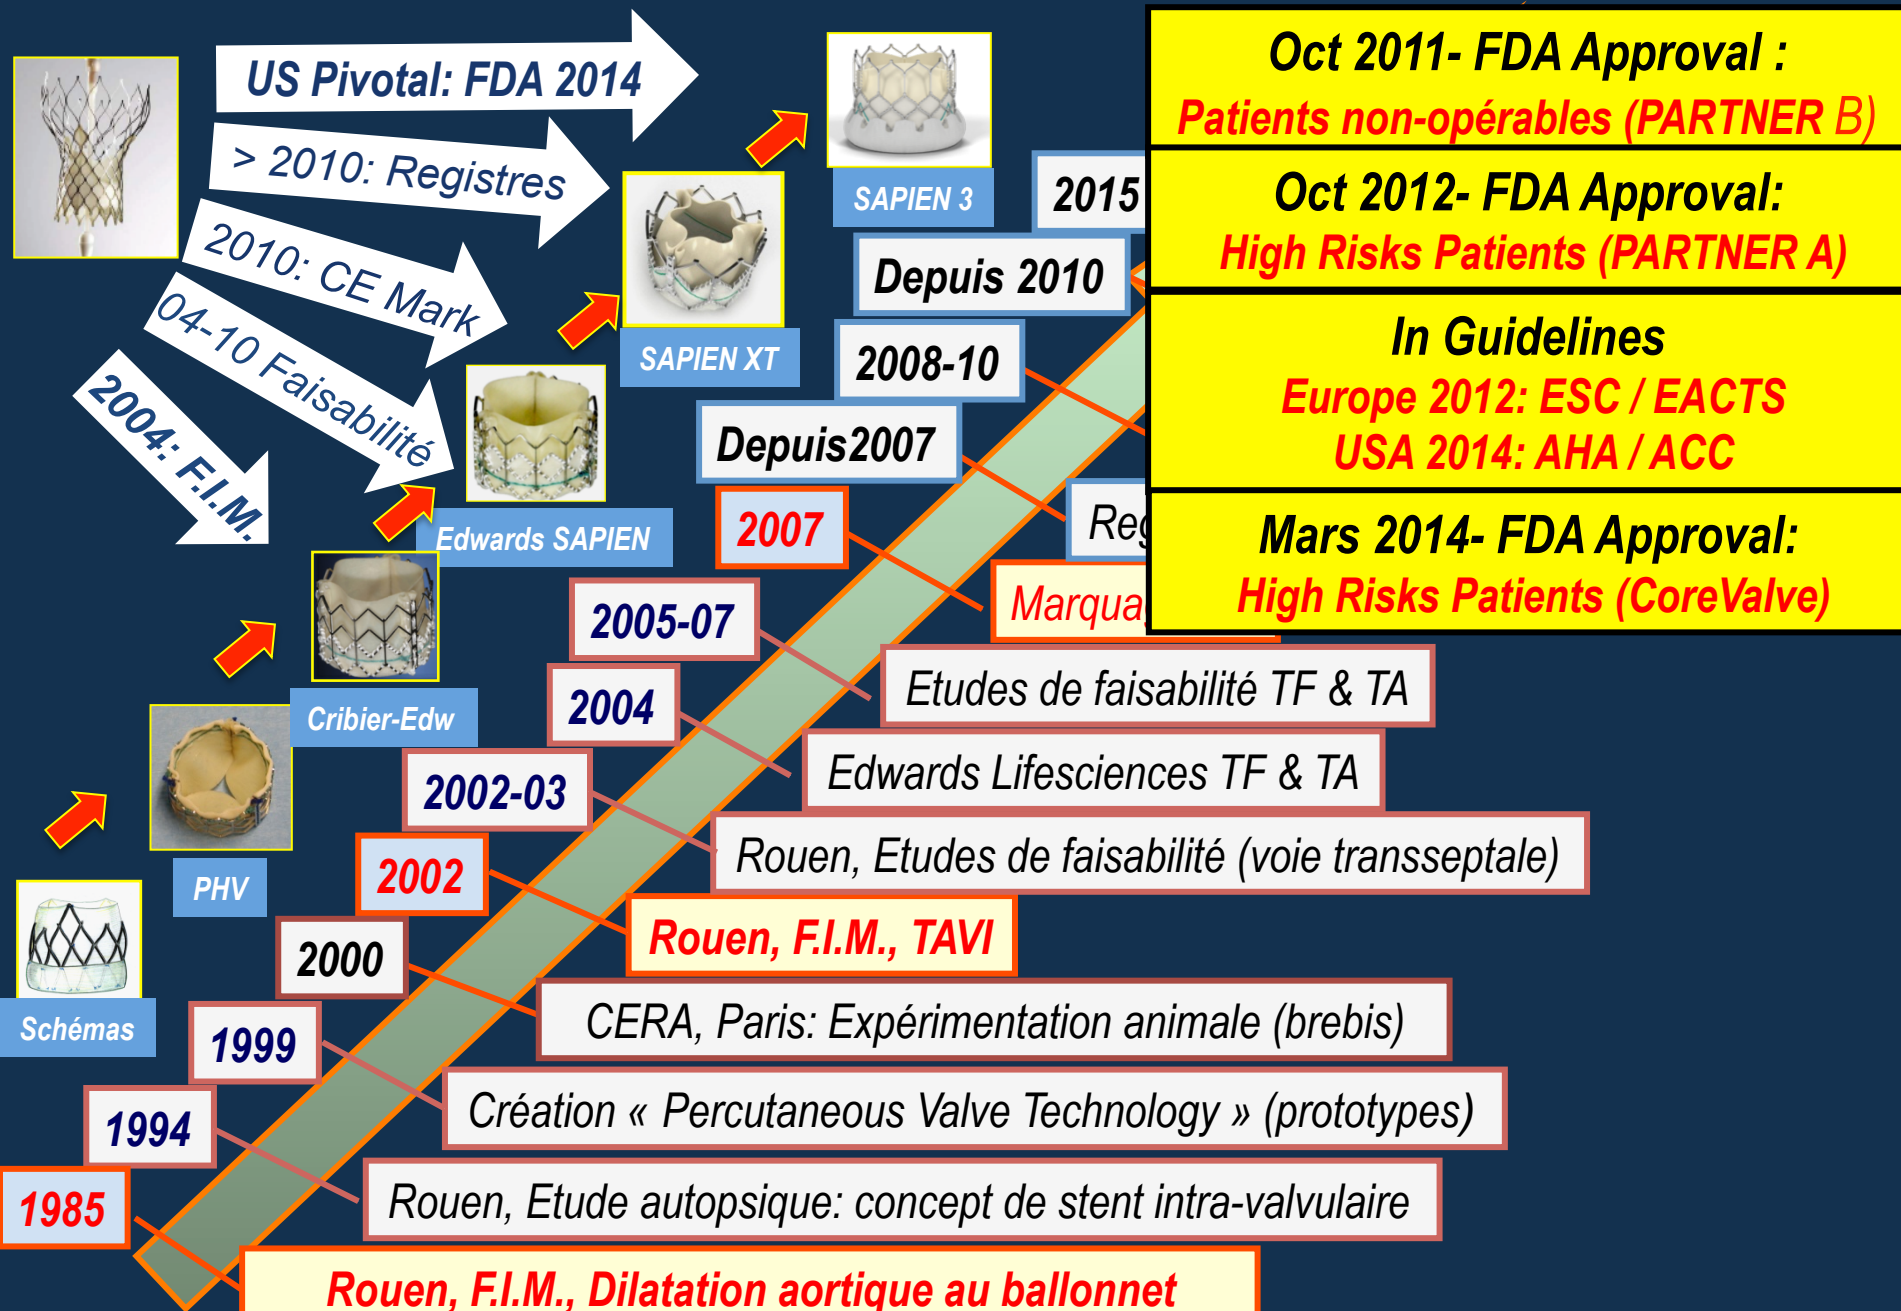 US Pivotal: FDA 2014
> 2010: Registres
2010: CE Mark
04-10 Faisabilité
2004: F.I.M.
SAPIEN 3
SAPIEN XT
Edwards SAPIEN
Cribier-Edw
PHV
Schémas
Oct 2011- FDA Approval :
Patients non-opérables (PARTNER B)
Oct 2012- FDA Approval:
High Risks Patients (PARTNER A)
In Guidelines
Europe 2012: ESC / EACTS
USA 2014: AHA / ACC
Mars 2014- FDA Approval:
High Risks Patients (CoreValve)
2015
Depuis 2010
2008-10
Depuis2007
2007
2005-07
Etudes de faisabilité TF & TA
2004
Edwards Lifesciences TF & TA
2002-03
Rouen, Etudes de faisabilité (voie transseptale)
2002
Rouen, F.I.M., TAVI
2000
CERA, Paris: Expérimentation animale (brebis)
1999
Création « Percutaneous Valve Technology » (prototypes)
1994
Rouen, Etude autopsique: concept de stent intra-valvulaire
1985
Rouen, F.I.M., Dilatation aortique au ballonnet